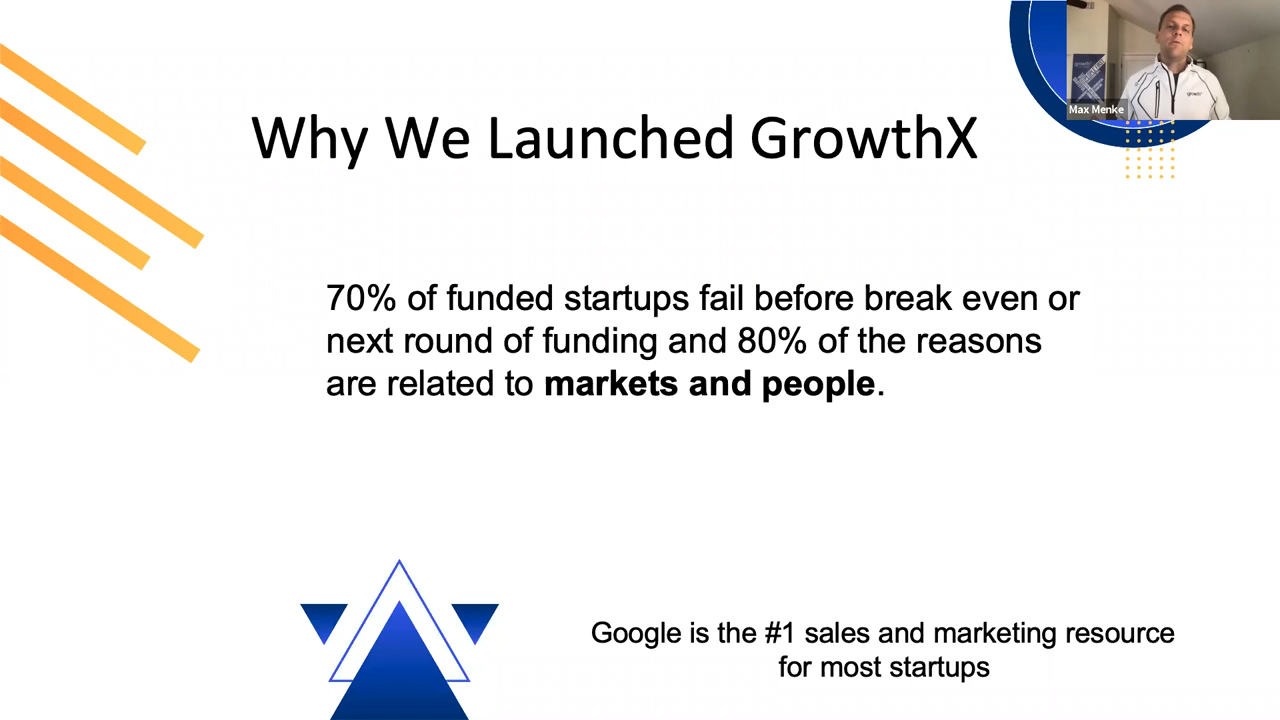 Why We Launched GrowthX
Max Menke
70% of funded startups fail before break even or
next round of funding and 80% of the reasons
are related to markets and people.
Google is the #1 sales and marketing resource
for most startups